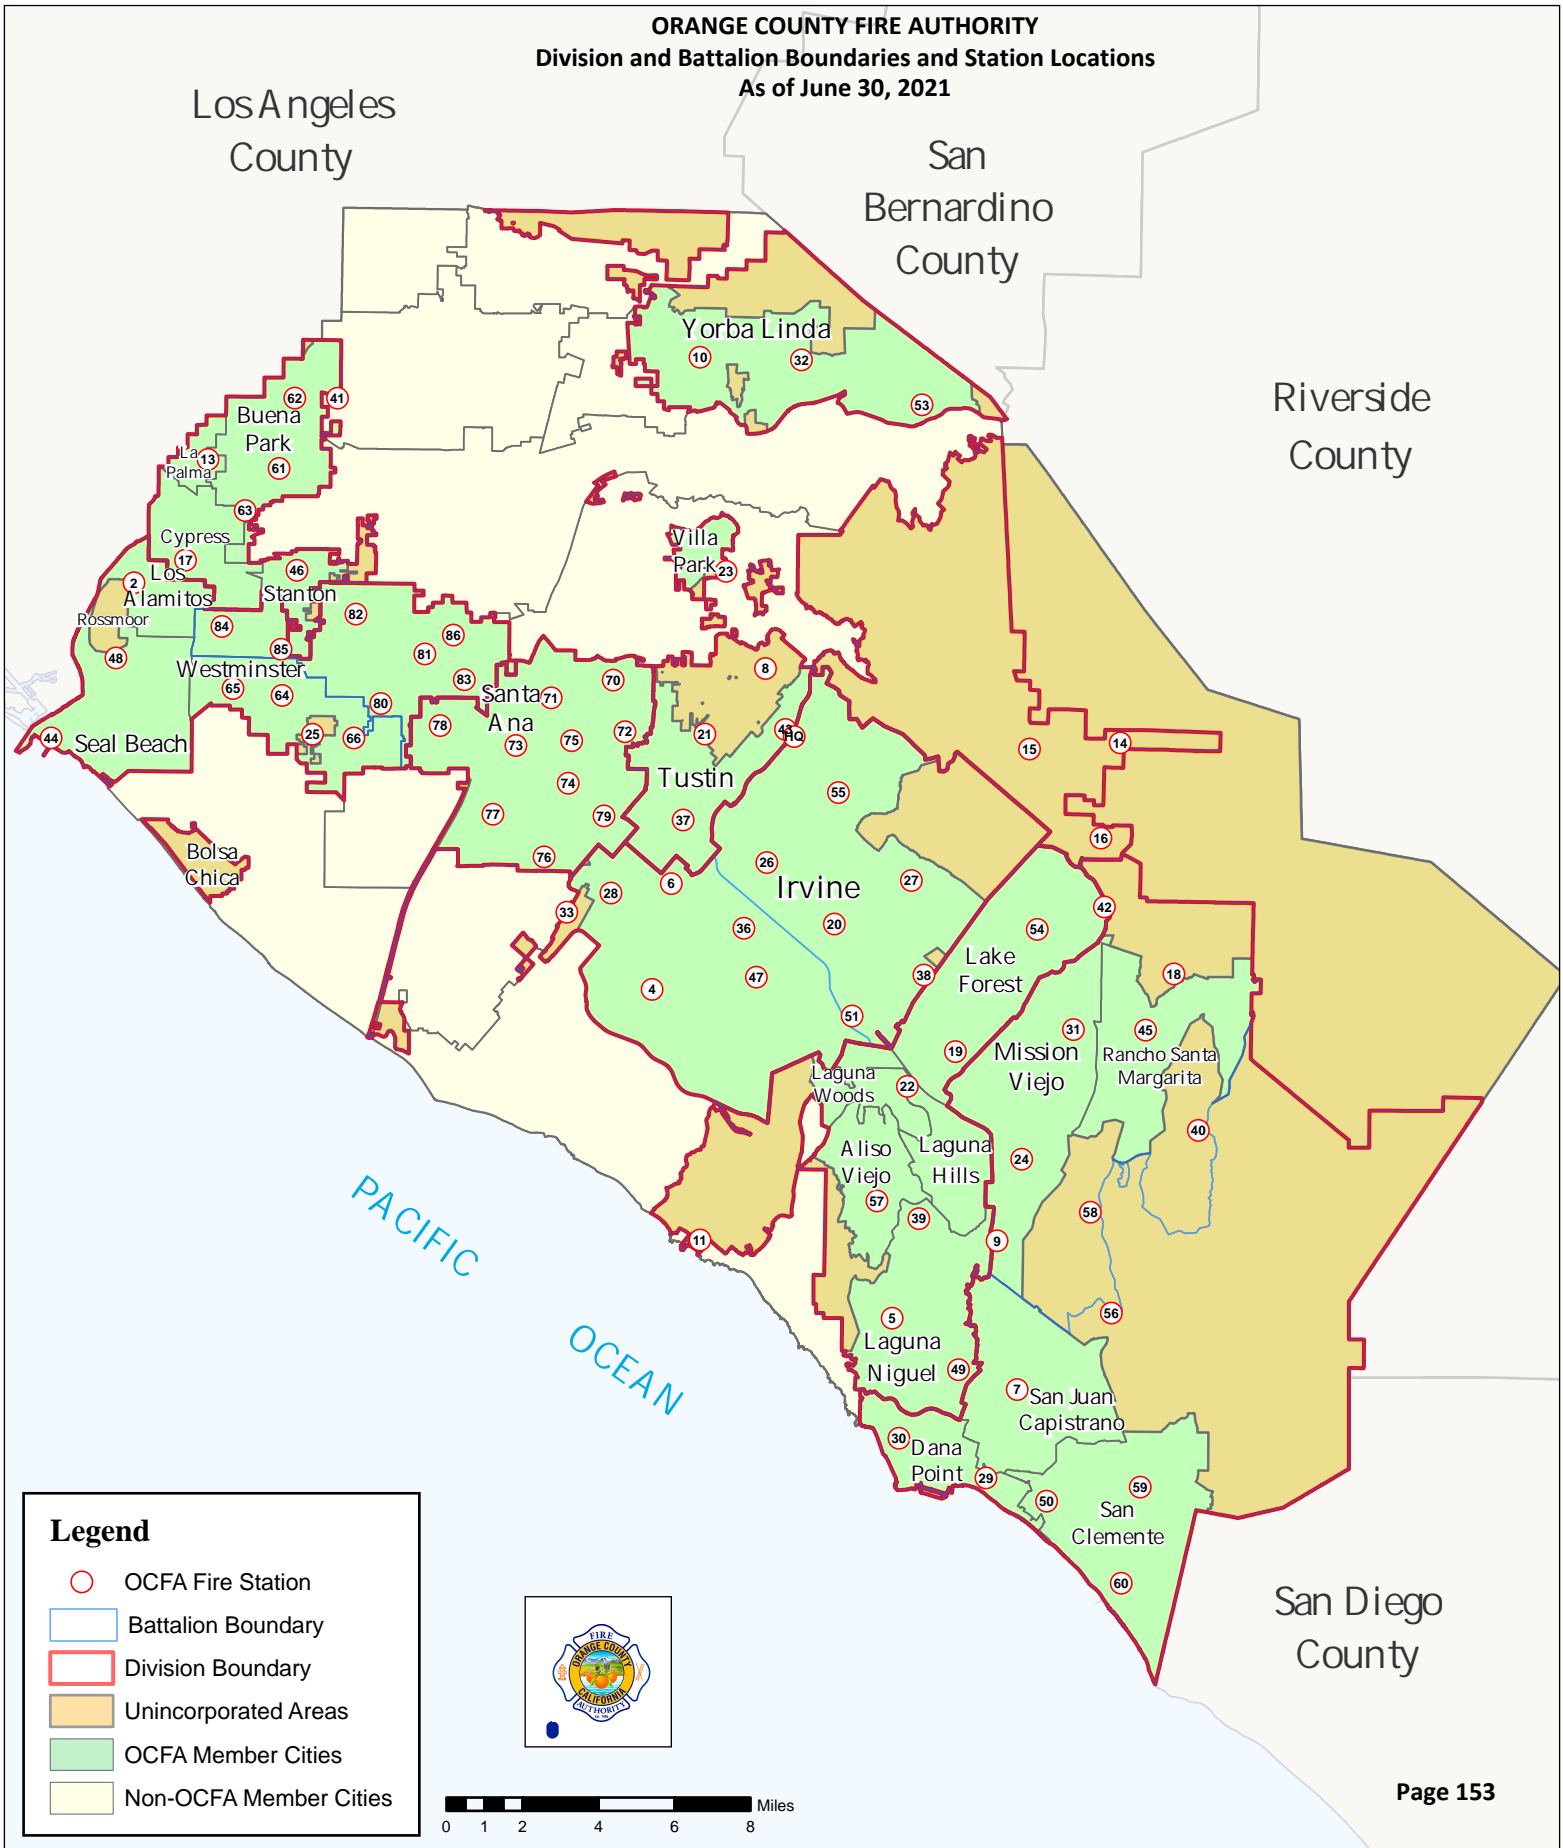 ORANGE COUNTY FIRE AUTHORITY
Division and Battalion Boundaries and Station Locations
As of June 30, 2021
Los Angeles
County
San
Bernardino
County
Riverside
County
Yorba Linda
10
32
53
62
41
Buena
Park
La
Palma
13
61
63
Cypress
17
Villa
Park
23
2
Los
Alamitos
46
Stanton
Rossmoor
84
82
86
85
81
48
Westminster
65
64
83
80
8
70
Santa
Ana
71
78
72
73
75
21
43
HQ
44
Seal Beach
25
66
15
14
Tustin
74
55
77
79
37
16
Bolsa
Chica
76
26
6
Irvine
27
28
33
42
36
20
54
Lake
Forest
4
47
38
18
51
31
45
19
Mission
Viejo
Rancho Santa
Margarita
Laguna
Woods
22
40
Aliso
Viejo
Laguna
Hills
24
57
39
58
11
9
5
56
Laguna
Niguel
49
7
San Juan
Capistrano
30
Dana
Point
29
50
59
San
Clemente
60
PACIFIC
OCEAN
San Diego
County
Legend
OCFA Fire Station
Battalion Boundary
Division Boundary
Unincorporated Areas
OCFA Member Cities
Non-OCFA Member Cities
FIRE
ORANGE COUNTY
CALIFORNIA
AUTHORITY
Miles
0 1 2 4 6 8
Page 153